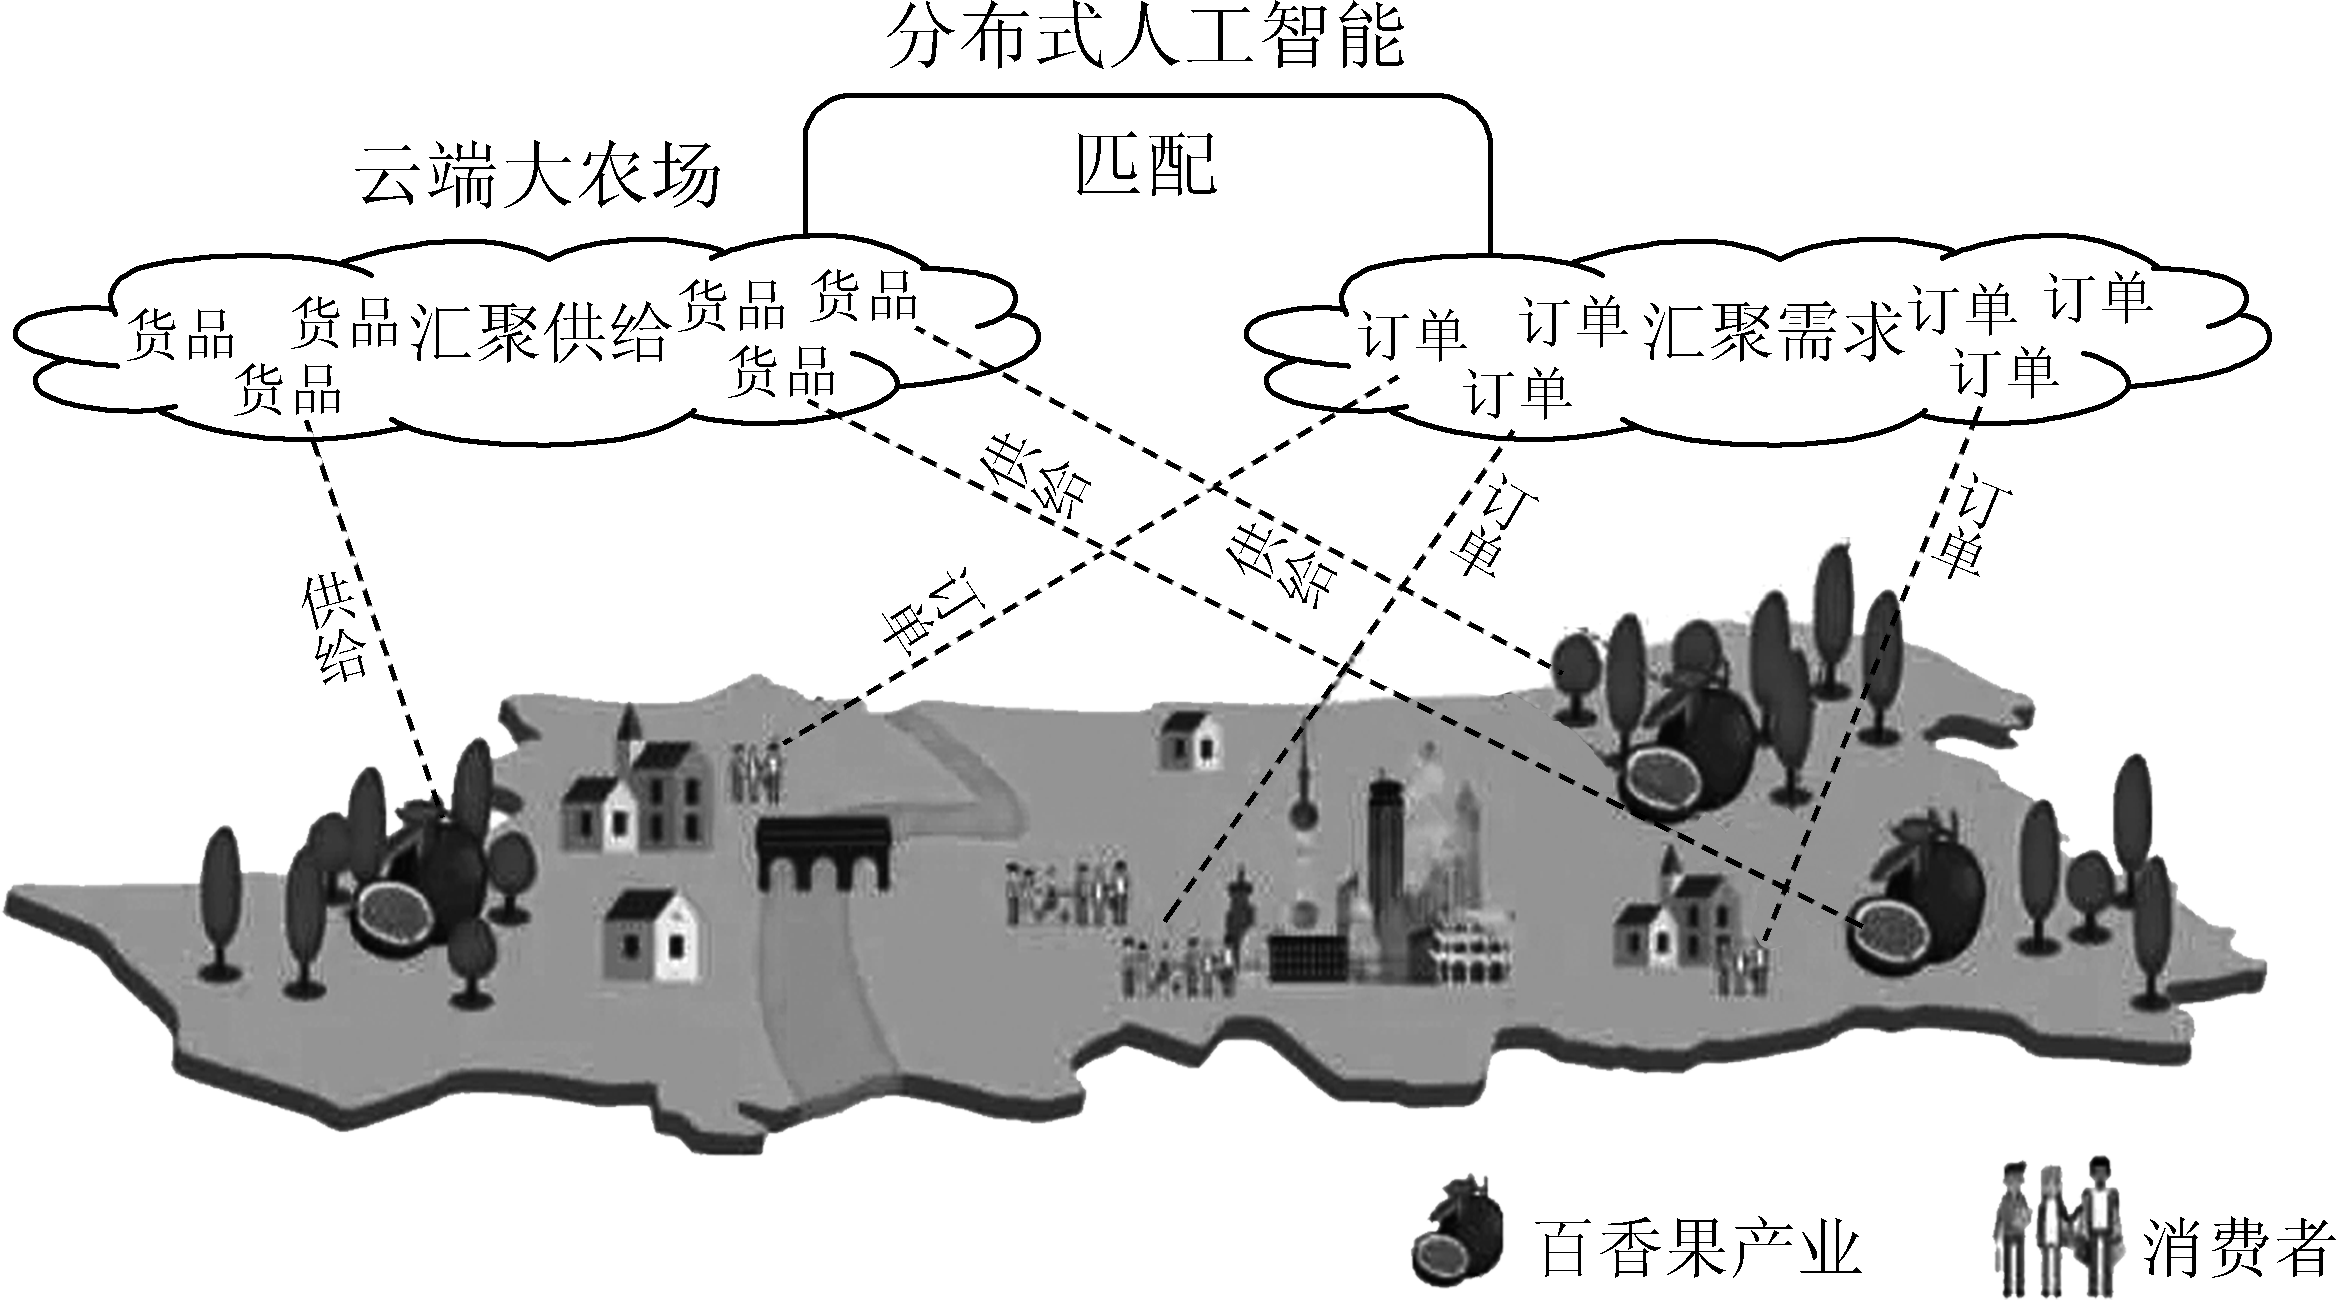 分布式人工智能
云端大农场
匹配
货品 货品 汇聚供给 货品 货品
货品 货品
订单 订单 汇聚需求 订单 订单
订单 订单
供给
供给
供给
订单
订单
订单
百香果产业
消费者